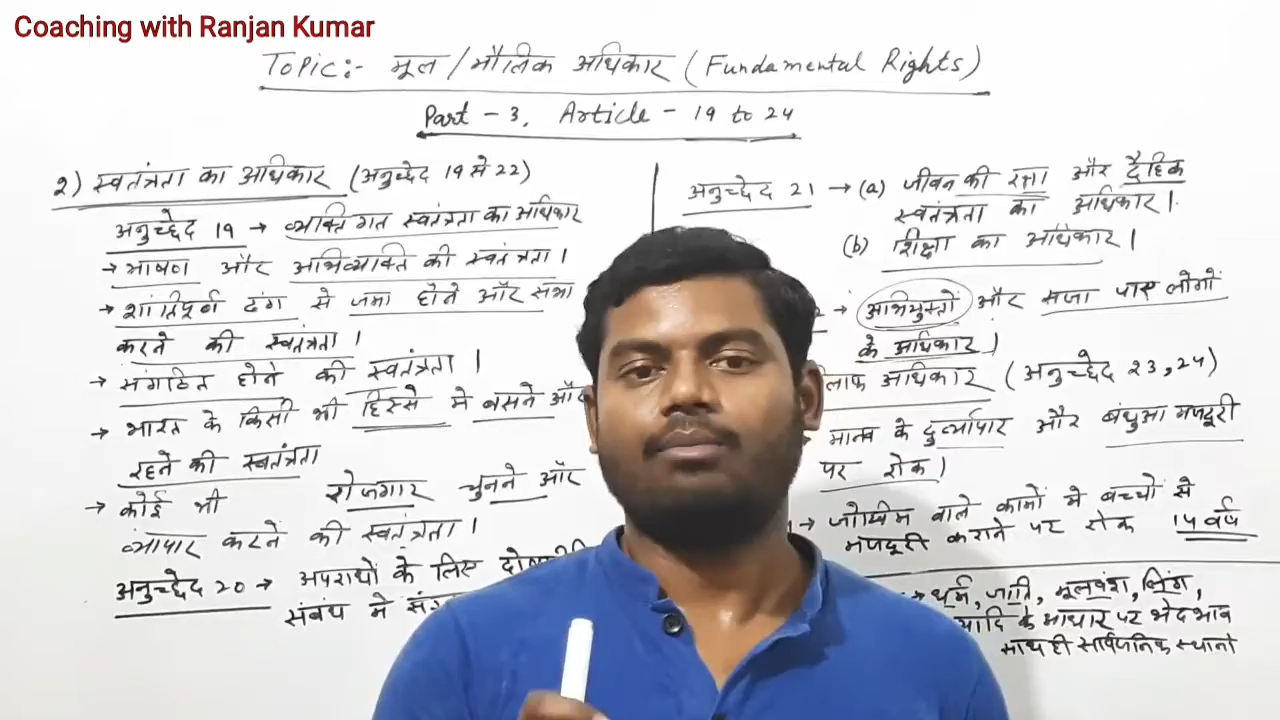 Coaching with Ranjan Kumar
Topic:- मूल / मौलिक अधिकार (Fundamental Rights)
Part - 3, Article - 19 to 24
2) स्वतंत्रता का अधिकार (अनुच्छेद 19 से 22)
अनुच्छेद 19 → व्यक्तिगत स्वतंत्रता का अधिकार
→ भाषण और अभिव्यक्ति की स्वतंत्रता।
→ शांतिपूर्ण ढंग से जमा होने और सभा
करने की स्वतंत्रता।
→ संगठित होने की स्वतंत्रता।
→ भारत के किसी भी हिस्से में बसने और
रहने की स्वतंत्रता
→ कोई भी रोजगार चुनने और
व्यापार करने की स्वतंत्रता।
अनुच्छेद 20 → अपराधों के लिए
संबंध में
अनुच्छेद 21 → (a) जीवन की रक्षा और दैहिक
स्वतंत्रता का अधिकार।
(b) शिक्षा का अधिकार।
→ अभियुक्तों और सजा पाए लोगों
के अधिकार।
अधिकार (अनुच्छेद 23,24)
मानव के दुर्व्यापार और बंधुआ मजदूरी
पर रोक।
→ जोखिम वाले कामों में बच्चों से
मजदूरी कराने पर रोक 14 वर्ष
→ धर्म, जाति, मूलवंश, लिंग,
आदि के आधार पर भेदभाव
साथ ही सार्वजनिक स्थानों